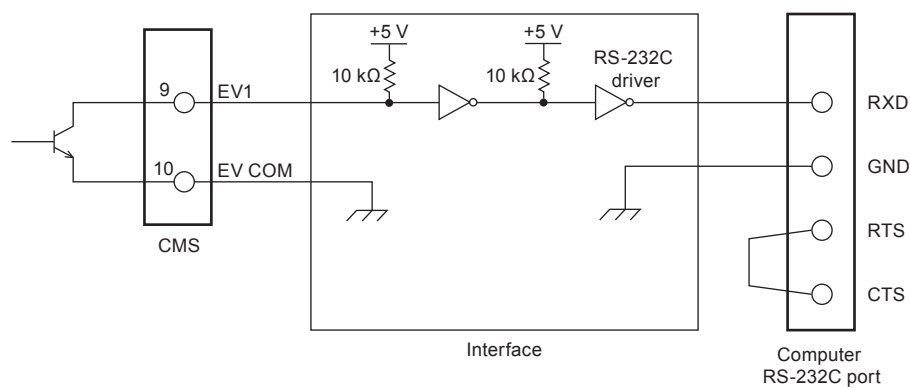 +5 V
+5 V
10 kΩ
10 kΩ
RS-232C
driver
9
EV1
RXD
10
EV COM
GND
RTS
CMS
CTS
Interface
Computer
RS-232C port